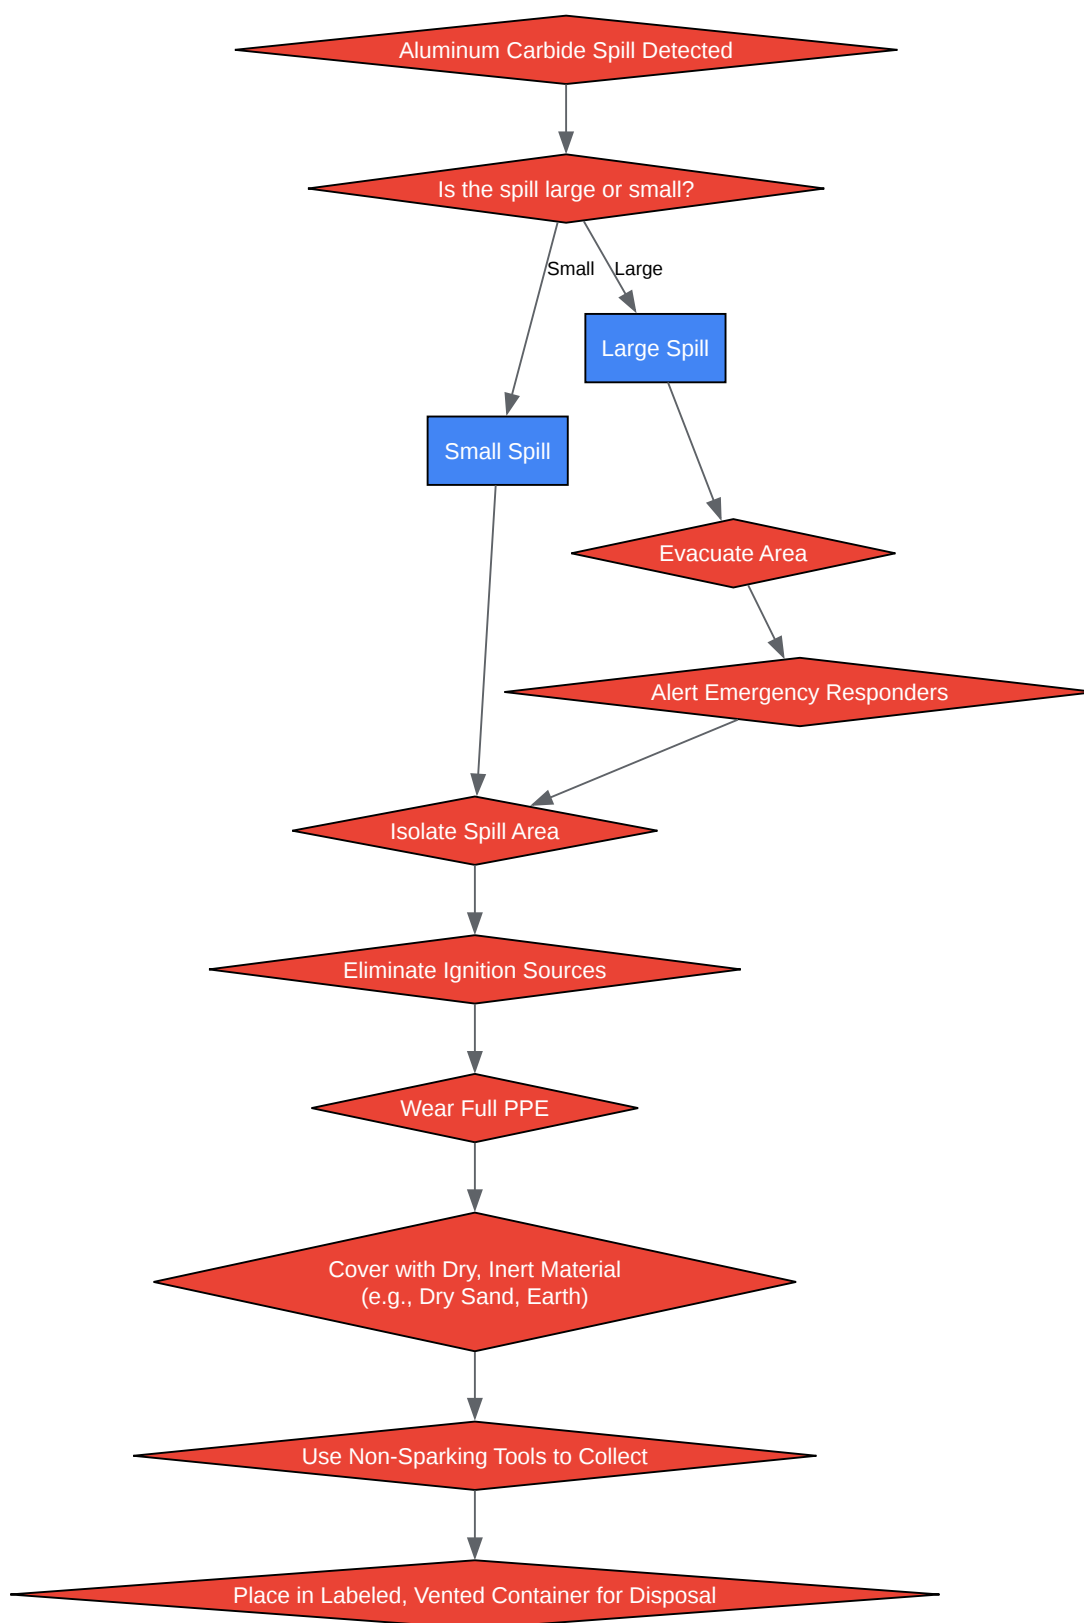 Aluminum Carbide Spill Detected
Is the spill large or small?
Small
Large
Large Spill
Small Spill
Evacuate Area
Alert Emergency Responders
Isolate Spill Area
Eliminate Ignition Sources
Wear Full PPE
Cover with Dry, Inert Material
(e.g., Dry Sand, Earth)
Use Non-Sparking Tools to Collect
Place in Labeled, Vented Container for Disposal